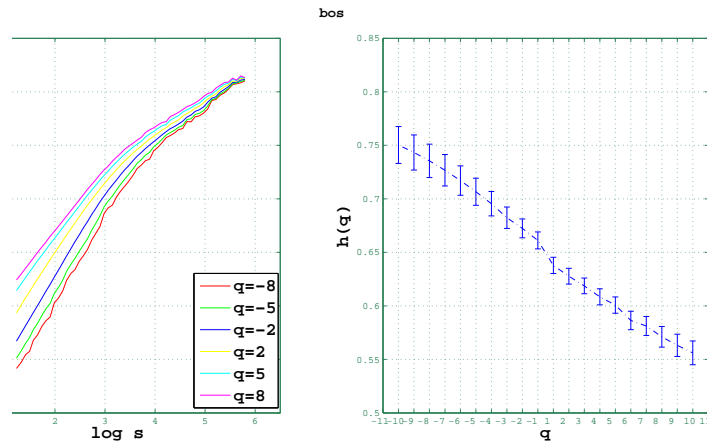 bos
q=-8
q=-5
q=-2
q=2
q=5
q=8
2 3 4 5 6
log s
0.85
0.8
0.75
0.7
0.65
0.6
0.55
0.5
h(q)
-11 -10 -9 -8 -7 -6 -5 -4 -3 -2 -1 1 2 3 4 5 6 7 8 9 10 11
q